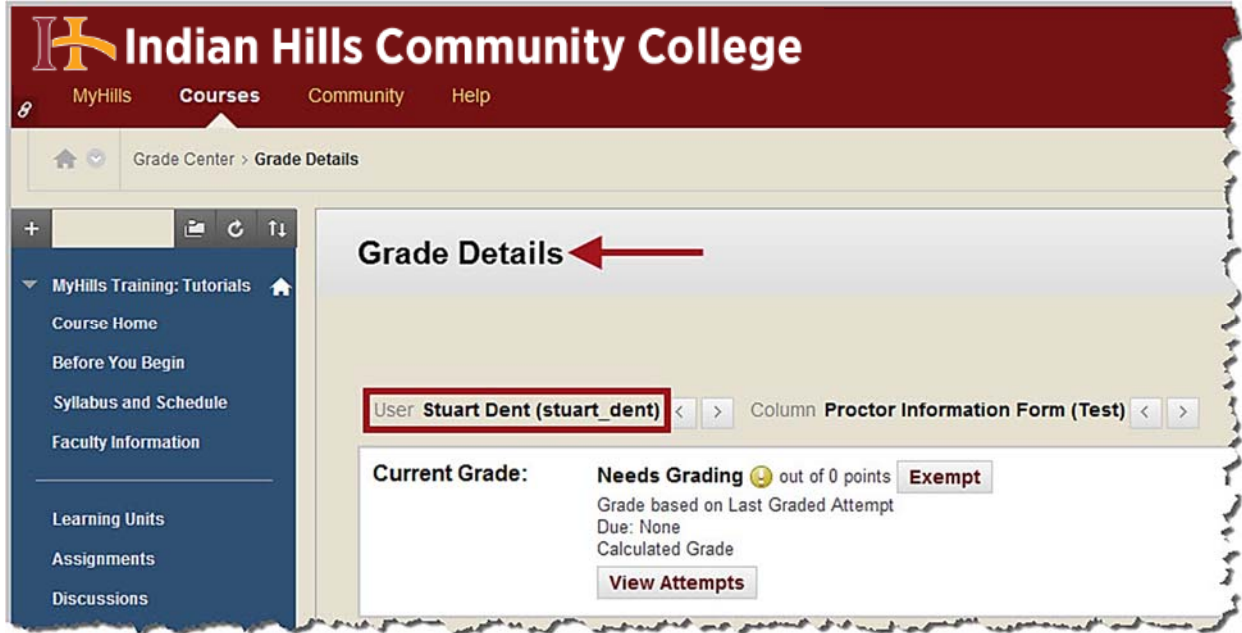 Indian Hills Community College
MyHills Courses Community Help
Grade Center > Grade Details
MyHills Training: Tutorials
Course Home
Before You Begin
Syllabus and Schedule
Faculty Information
Learning Units
Assignments
Discussions
Grade Details
User Stuart Dent (stuart_dent) < > Column Proctor Information Form (Test) < >
Current Grade: Needs Grading ! out of 0 points Exempt
Grade based on Last Graded Attempt
Due: None
Calculated Grade
View Attempts